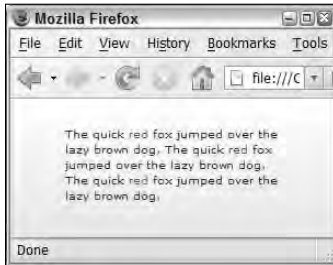 Mozilla Firefox
File Edit View History Bookmarks Tools
file:///C
The quick red fox jumped over the
lazy brown dog. The quick red fox
jumped over the lazy brown dog.
The quick red fox jumped over the
lazy brown dog.
Done